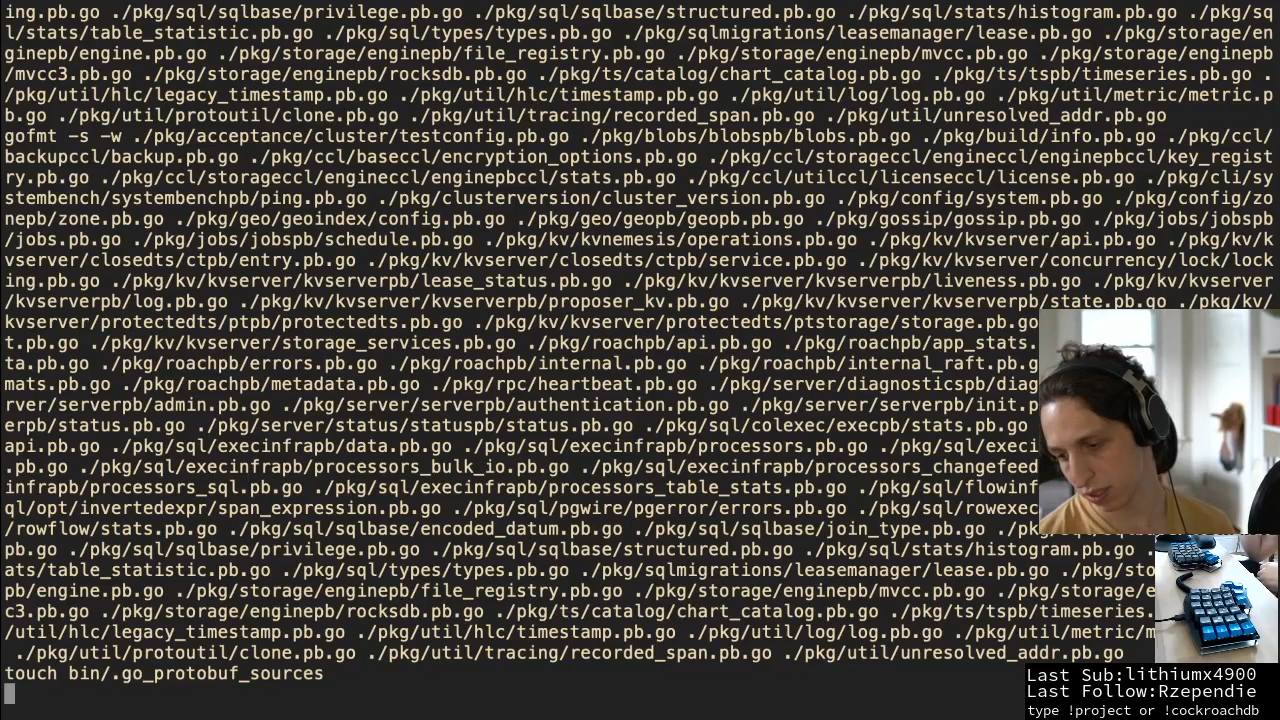 ing.pb.go ./pkg/sql/sqlbase/privilege.pb.go ./pkg/sql/sqlbase/structured.pb.go ./pkg/sql/stats/histogram.pb.go ./pkg/sq
l/stats/table_statistic.pb.go ./pkg/sql/types/types.pb.go ./pkg/sqlmigrations/leasemanager/lease.pb.go ./pkg/storage/en
ginepb/engine.pb.go ./pkg/storage/enginepb/file_registry.pb.go ./pkg/storage/enginepb/mvcc.pb.go ./pkg/storage/enginepb
/mvcc3.pb.go ./pkg/storage/enginepb/rocksdb.pb.go ./pkg/ts/catalog/chart_catalog.pb.go ./pkg/ts/tspb/timeseries.pb.go .
/pkg/util/hlc/legacy_timestamp.pb.go ./pkg/util/hlc/timestamp.pb.go ./pkg/util/log/log.pb.go ./pkg/util/metric/metric.p
b.go ./pkg/util/protoutil/clone.pb.go ./pkg/util/tracing/recorded_span.pb.go ./pkg/util/unresolved_addr.pb.go
gofmt -s -w ./pkg/acceptance/cluster/testconfig.pb.go ./pkg/blobs/blobspb/blobs.pb.go ./pkg/build/info.pb.go ./pkg/ccl/
backupccl/backup.pb.go ./pkg/ccl/baseccl/encryption_options.pb.go ./pkg/ccl/storageccl/engineccl/enginepbccl/key_regist
ry.pb.go ./pkg/ccl/storageccl/engineccl/enginepbccl/stats.pb.go ./pkg/ccl/utilccl/licenseccl/license.pb.go ./pkg/cli/sy
stembench/systembenchpb/ping.pb.go ./pkg/clusterversion/cluster_version.pb.go ./pkg/config/system.pb.go ./pkg/config/zo
nepb/zone.pb.go ./pkg/geo/geoindex/config.pb.go ./pkg/geo/geopb/geopb.pb.go ./pkg/gossip/gossip.pb.go ./pkg/jobs/jobspb
/jobs.pb.go ./pkg/jobs/jobspb/schedule.pb.go ./pkg/kv/kvnemesis/operations.pb.go ./pkg/kv/kvserver/api.pb.go ./pkg/kv/k
vserver/closedts/ctpb/entry.pb.go ./pkg/kv/kvserver/closedts/ctpb/service.pb.go ./pkg/kv/kvserver/concurrency/lock/lock
ing.pb.go ./pkg/kv/kvserver/kvserverpb/lease_status.pb.go ./pkg/kv/kvserver/kvserverpb/liveness.pb.go ./pkg/kv/kvserver
/kvserverpb/log.pb.go ./pkg/kv/kvserver/kvserverpb/proposer_kv.pb.go ./pkg/kv/kvserver/kvserverpb/state.pb.go ./pkg/kv/
kvserver/protectedts/ptpb/protectedts.pb.go ./pkg/kv/kvserver/protectedts/ptstorage/storage.pb.go
t.pb.go ./pkg/kv/kvserver/storage_services.pb.go ./pkg/roachpb/api.pb.go ./pkg/roachpb/app_stats.
ta.pb.go ./pkg/roachpb/errors.pb.go ./pkg/roachpb/internal.pb.go ./pkg/roachpb/internal_raft.pb.g
mats.pb.go ./pkg/roachpb/metadata.pb.go ./pkg/rpc/heartbeat.pb.go ./pkg/server/diagnosticspb/diag
rver/serverpb/admin.pb.go ./pkg/server/serverpb/authentication.pb.go ./pkg/server/serverpb/init.p
erpb/status.pb.go ./pkg/server/status/statuspb/status.pb.go ./pkg/sql/colexec/execpb/stats.pb.go
api.pb.go ./pkg/sql/execinfrapb/data.pb.go ./pkg/sql/execinfrapb/processors.pb.go ./pkg/sql/execi
.pb.go ./pkg/sql/execinfrapb/processors_bulk_io.pb.go ./pkg/sql/execinfrapb/processors_changefeed
infrapb/processors_sql.pb.go ./pkg/sql/execinfrapb/processors_table_stats.pb.go ./pkg/sql/flowinf
ql/opt/invertedexpr/span_expression.pb.go ./pkg/sql/pgwire/pgerror/errors.pb.go ./pkg/sql/rowexec
/rowflow/stats.pb.go ./pkg/sql/sqlbase/encoded_datum.pb.go ./pkg/sql/sqlbase/join_type.pb.go ./pk
pb.go ./pkg/sql/sqlbase/privilege.pb.go ./pkg/sql/sqlbase/structured.pb.go ./pkg/sql/stats/histogram.pb.go .
ats/table_statistic.pb.go ./pkg/sql/types/types.pb.go ./pkg/sqlmigrations/leasemanager/lease.pb.go ./pkg/sto
pb/engine.pb.go ./pkg/storage/enginepb/file_registry.pb.go ./pkg/storage/enginepb/mvcc.pb.go ./pkg/storage/e
c3.pb.go ./pkg/storage/enginepb/rocksdb.pb.go ./pkg/ts/catalog/chart_catalog.pb.go ./pkg/ts/tspb/timeseries.
/util/hlc/legacy_timestamp.pb.go ./pkg/util/hlc/timestamp.pb.go ./pkg/util/log/log.pb.go ./pkg/util/metric/m
./pkg/util/protoutil/clone.pb.go ./pkg/util/tracing/recorded_span.pb.go ./pkg/util/unresolved_addr.pb.go
touch bin/.go_protobuf_sources
Last Sub:lithiumx4900
Last Follow:Rzependie
type !project or !cockroachdb